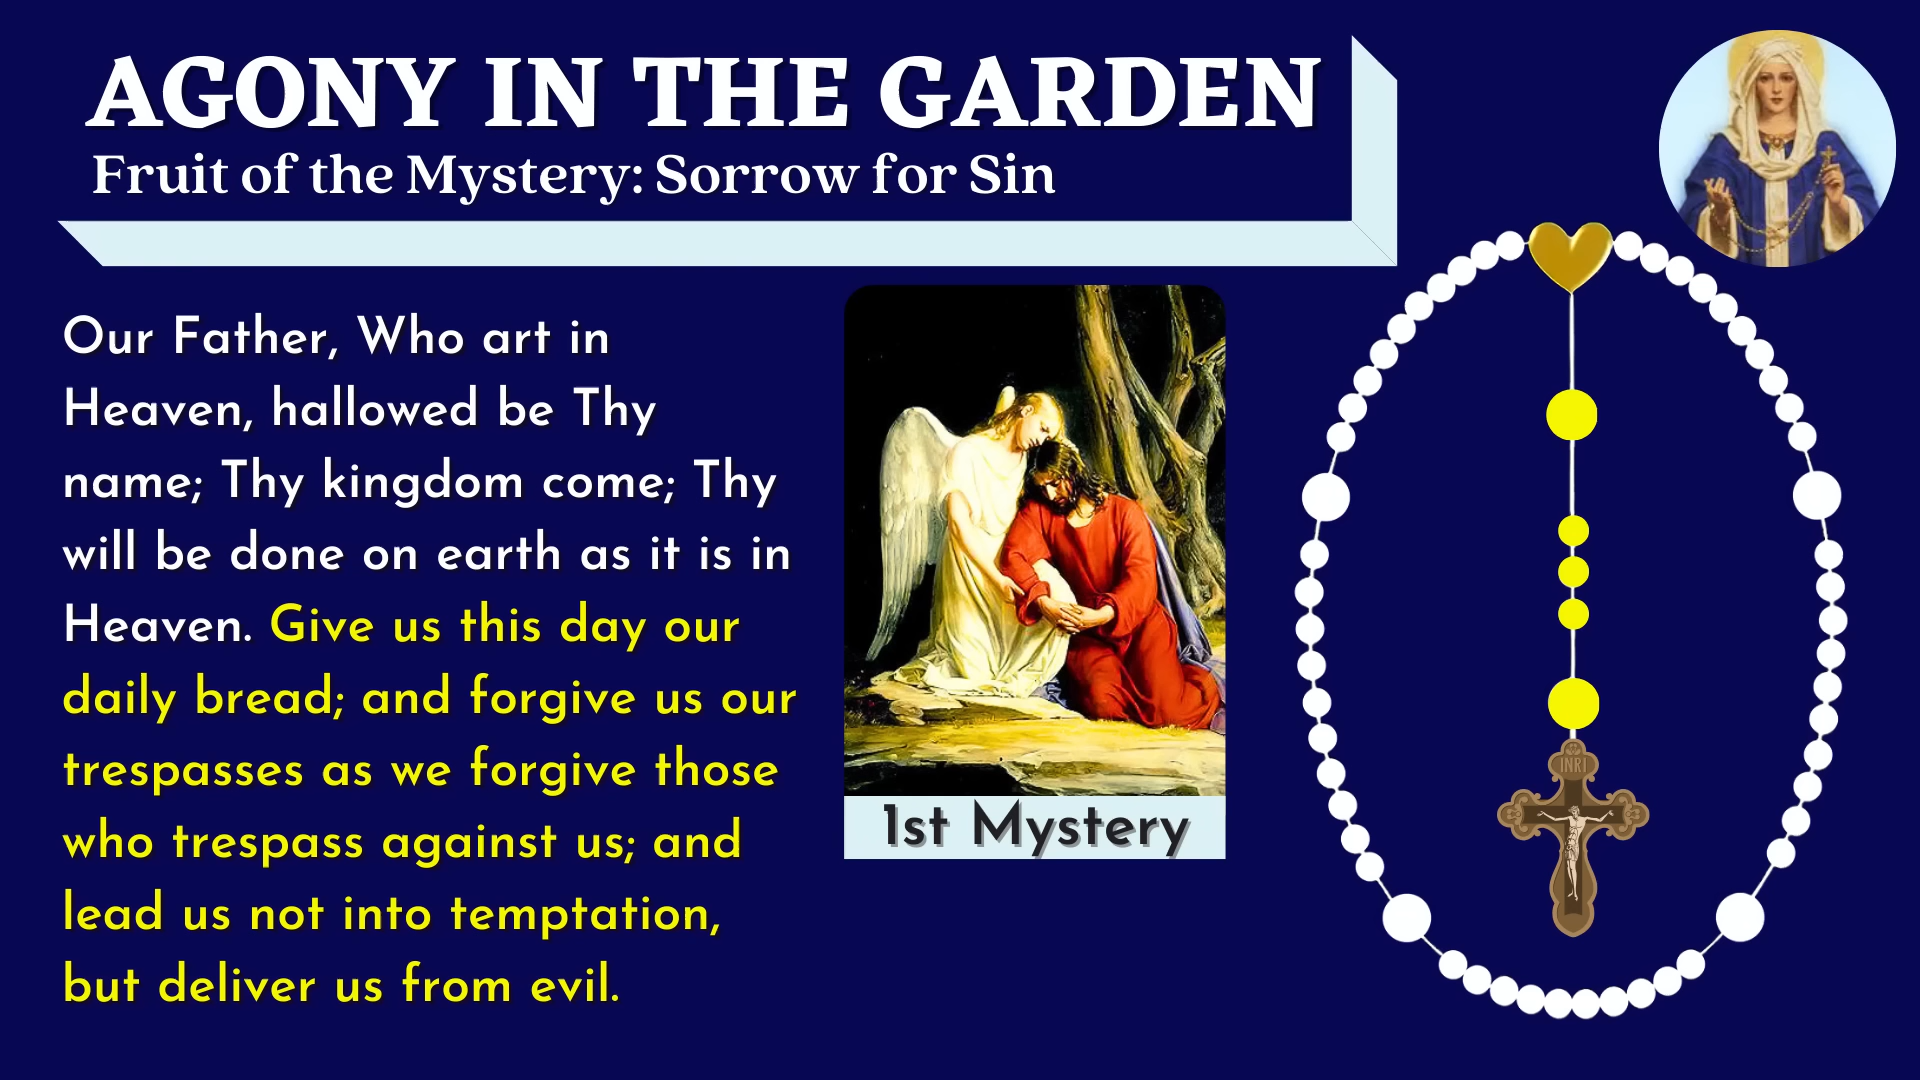 AGONY IN THE GARDEN
Fruit of the Mystery: Sorrow for Sin
Our Father, Who art in
Heaven, hallowed be Thy
name; Thy kingdom come; Thy
will be done on earth as it is in
Heaven. Give us this day our
daily bread; and forgive us our
trespasses as we forgive those
who trespass against us; and
lead us not into temptation,
but deliver us from evil.
1st Mystery
INRI